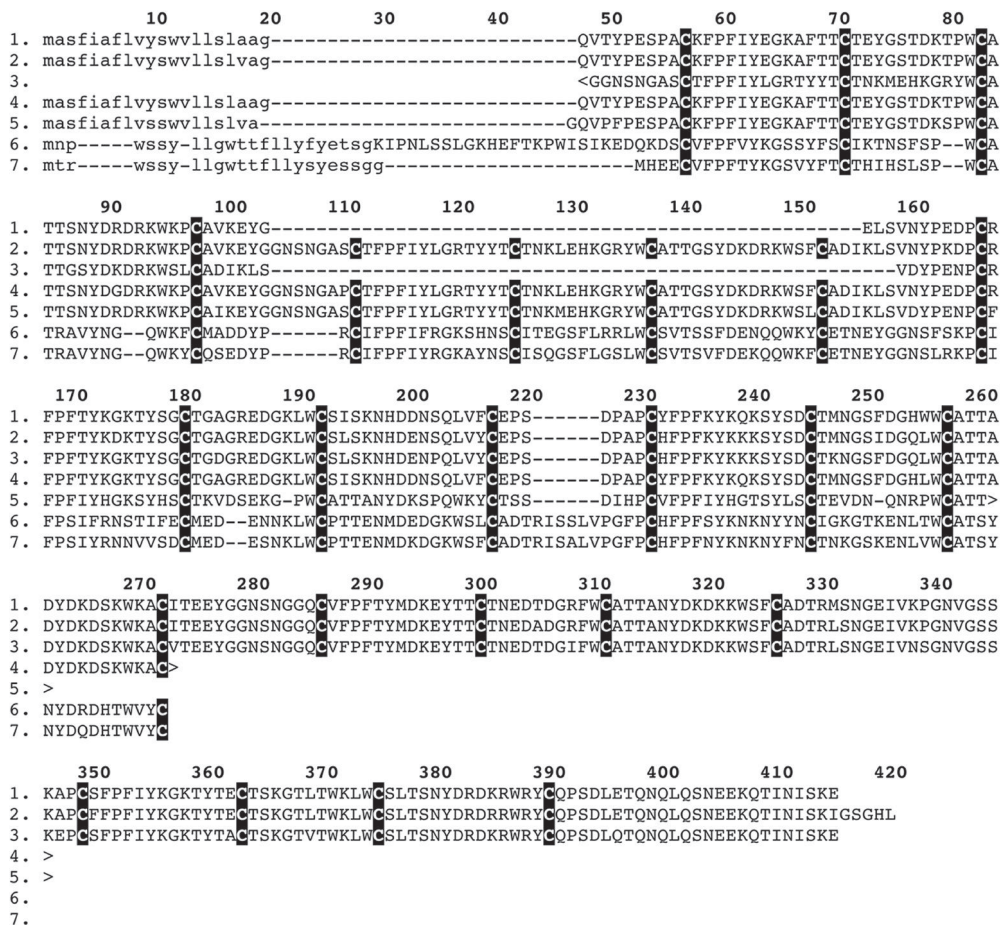 10 20 30 40 50 60 70 80
1. masfiaflvyswvllslaag--------------------------QVTYPESPACKFPFIYEGKAFTTCTEYGSTDKTPWCA
2. masfiaflvyswvllslvag--------------------------QVTYPESPACKFPFIYEGKAFTTCTEYGSTDKTPWCA
3. <GGNSNGASCTFPFIYLGRTYYTCTNKMEHKGRYWCA
4. masfiaflvyswvllslaag--------------------------QVTYPESPACKFPFIYEGKAFTTCTEYGSTDKTPWCA
5. masfiaflvsswvllslva--------------------------GQVPFPESPACKFPFIYEGKAFTTCTEYGSTDKSPWCA
6. mnp-----wssy-llgwttfllyfyetsgKIPNLSSLGKHEFTKPWISIKEDQKDSCVFPFVYKGSSYFSCIKTNSFSP--WCA
7. mtr-----wssy-llgwttfllysyessgg---------------------MHEECVFPFTYKGSVYFTCTHIHSLSP--WCA
90 100 110 120 130 140 150 160
1. TTSNYDRDRKWKPCAVKEYG----------------------------------------------------ELSVNYPEDPCR
2. TTSNYDRDRKWKPCAVKEYGGNSNGASCTFPFIYLGRTYYTCTNKLEHKGRYWCATTGSYDKDRKWSFCADIKLSVNYPKDPCR
3. TTGSYDKDRKWSLCADIKLS-------------------------------------------------------VDYPENPCR
4. TTSNYDGDRKWKPCAVKEYGGNSNGAPCTFPFIYLGRTYYTCTNKLEHKGRYWCATTGSYDKDRKWSFCADIKLSVNYPEDPCR
5. TTSNYDRDRKWKPCAIKEYGGNSNGASCTFPFIYLGRTYYTCTNKMEHKGRYWCATTGSYDKDRKWSLCADIKLSVDYPENPCF
6. TRAVYNG--QWKFCMADDYP------RCIFPFIFRGKSHNSCITEGSFLRRLWCSVTSSFDENQQWKYCETNEYGGNSFSKPCI
7. TRAVYNG--QWKYCQSEDYP------RCIFPFIYRGKAYNSCISQGSFLGSLWCSVTSVFDEKQQWKFCETNEYGGNSLRKPCI
170 180 190 200 210 220 230 240 250 260
1. FPFTYKGKTYSGCTGAGREDGKLWCSISKNHDDNSQLVFCEPS------DPAPCYFPFKYKQKSYSDCTMNGSFDGHWWCATTA
2. FPFTYKDKTYSGCTGAGREDGKLWCSLSKNHDENSQLVYCEPS------DPAPCHFPFKYKKKSYSDCTMNGSIDGQLWCATTA
3. FPFTYKGKTYSGCTGDGREDGKLWCSLSKNHDENPQLVYCEPS------DPAPCHFPFKYKKKSYSDCTKNGSFDGQLWCATTA
4. FPFTYKGKTYSGCTGAGREDGKLWCSISKNHDDNSQLVFCEPS------DPAPCYFPFKYKQKSYSDCTMNGSFDGHLWCATTA
5. FPFIYHGKSYHSCTKVDSEKG-PWCATTANYDKSPQWKYCTSS------DIHPCVFPFIYHGTSYLSCTEVDN-QNRPWCATT>
6. FPSIFRNSTIFECMED--ENNKLWCPTTENMDEDGKWSLCADTRISSLVPGFPCHFPFSYKNKNYYNCIGKGTKENLTWCATSY
7. FPSIYRNNVVSDCMED--ESNKLWCPTTENMDKDGKWSFCADTRISALVPGFPCHFPFNYKNKNYFNCTNKGSKENLVWCATSY
270 280 290 300 310 320 330 340
1. DYDKDSKWKACITEEYGGNSNGGQCVFPFTYMDKEYTTCTNEDTDGRFWCATTANYDKDKKWSFCADTRMSNGEIVKPGNVGSS
2. DYDKDSKWKACITEEYGGNSNGGQCVFPFTYMDKEYTTCTNEDADGRFWCATTANYDKDKKWSFCADTRLSNGEIVKPGNVGSS
3. DYDKDSKWKACVTEEYGGNSNGGQCVFPFTYMDKEYTTCTNEDTDGIFWCATTANYDKDKKWSFCADTRLSNGEIVNSGNVGSS
4. DYDKDSKWKAC>
5. >
6. NYDRDHTWVYC
7. NYDQDHTWVYC
350 360 370 380 390 400 410 420
1. KAPCSFPFIYKGKTYTECTSKGTLTWKLWCSLTSNYDRDKRWRYCQPSDLETQNQLQSNEEKQTINISKE
2. KAPCFFPFIYKGKTYTECTSKGTLTWKLWCSLTSNYDRDRRWRYCQPSDLETQNQLQSNEEKQTINISKIGSGHL
3. KEPCSFPFIYKGKTYTACTSKGTVTWKLWCSLTSNYDRDKRWRYCQPSDLQTQNQLQSNEEKQTINISKE
4. >
5. >
6.
7.